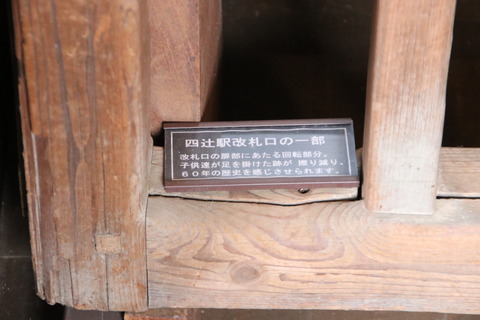 四辻駅改札口の一部
改札口の扉部にあたる回転部分。
子供達が足を掛けた跡が 擦り減り、
60年の歴史を感じさせられます。